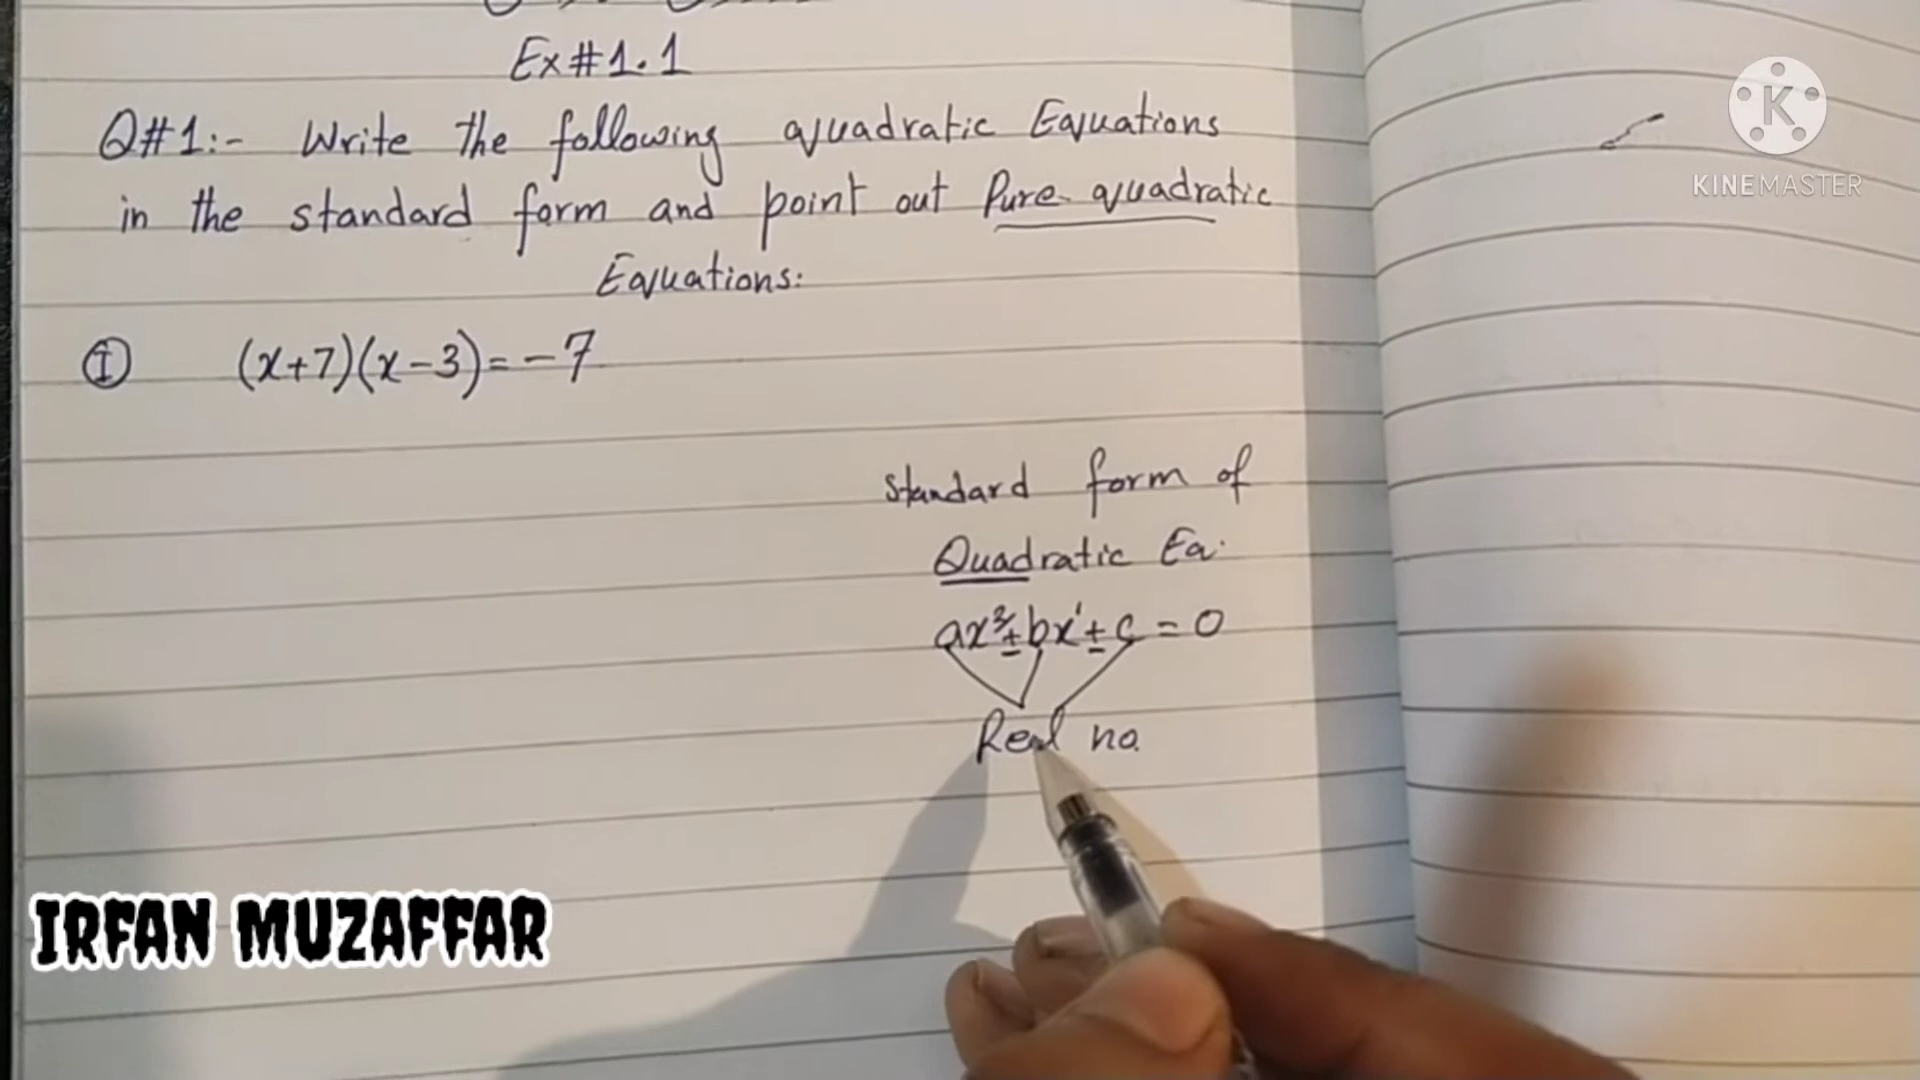 Ex#1.1
Q#1:- Write the following quadratic Equations
in the standard form and point out Pure quadratic
Equations:
I (x+7)(x-3)=-7
Standard form of
Quadratic Eq.
ax²+bx¹+c=0
Real no.
KINEMASTER
IRFAN MUZAFFAR